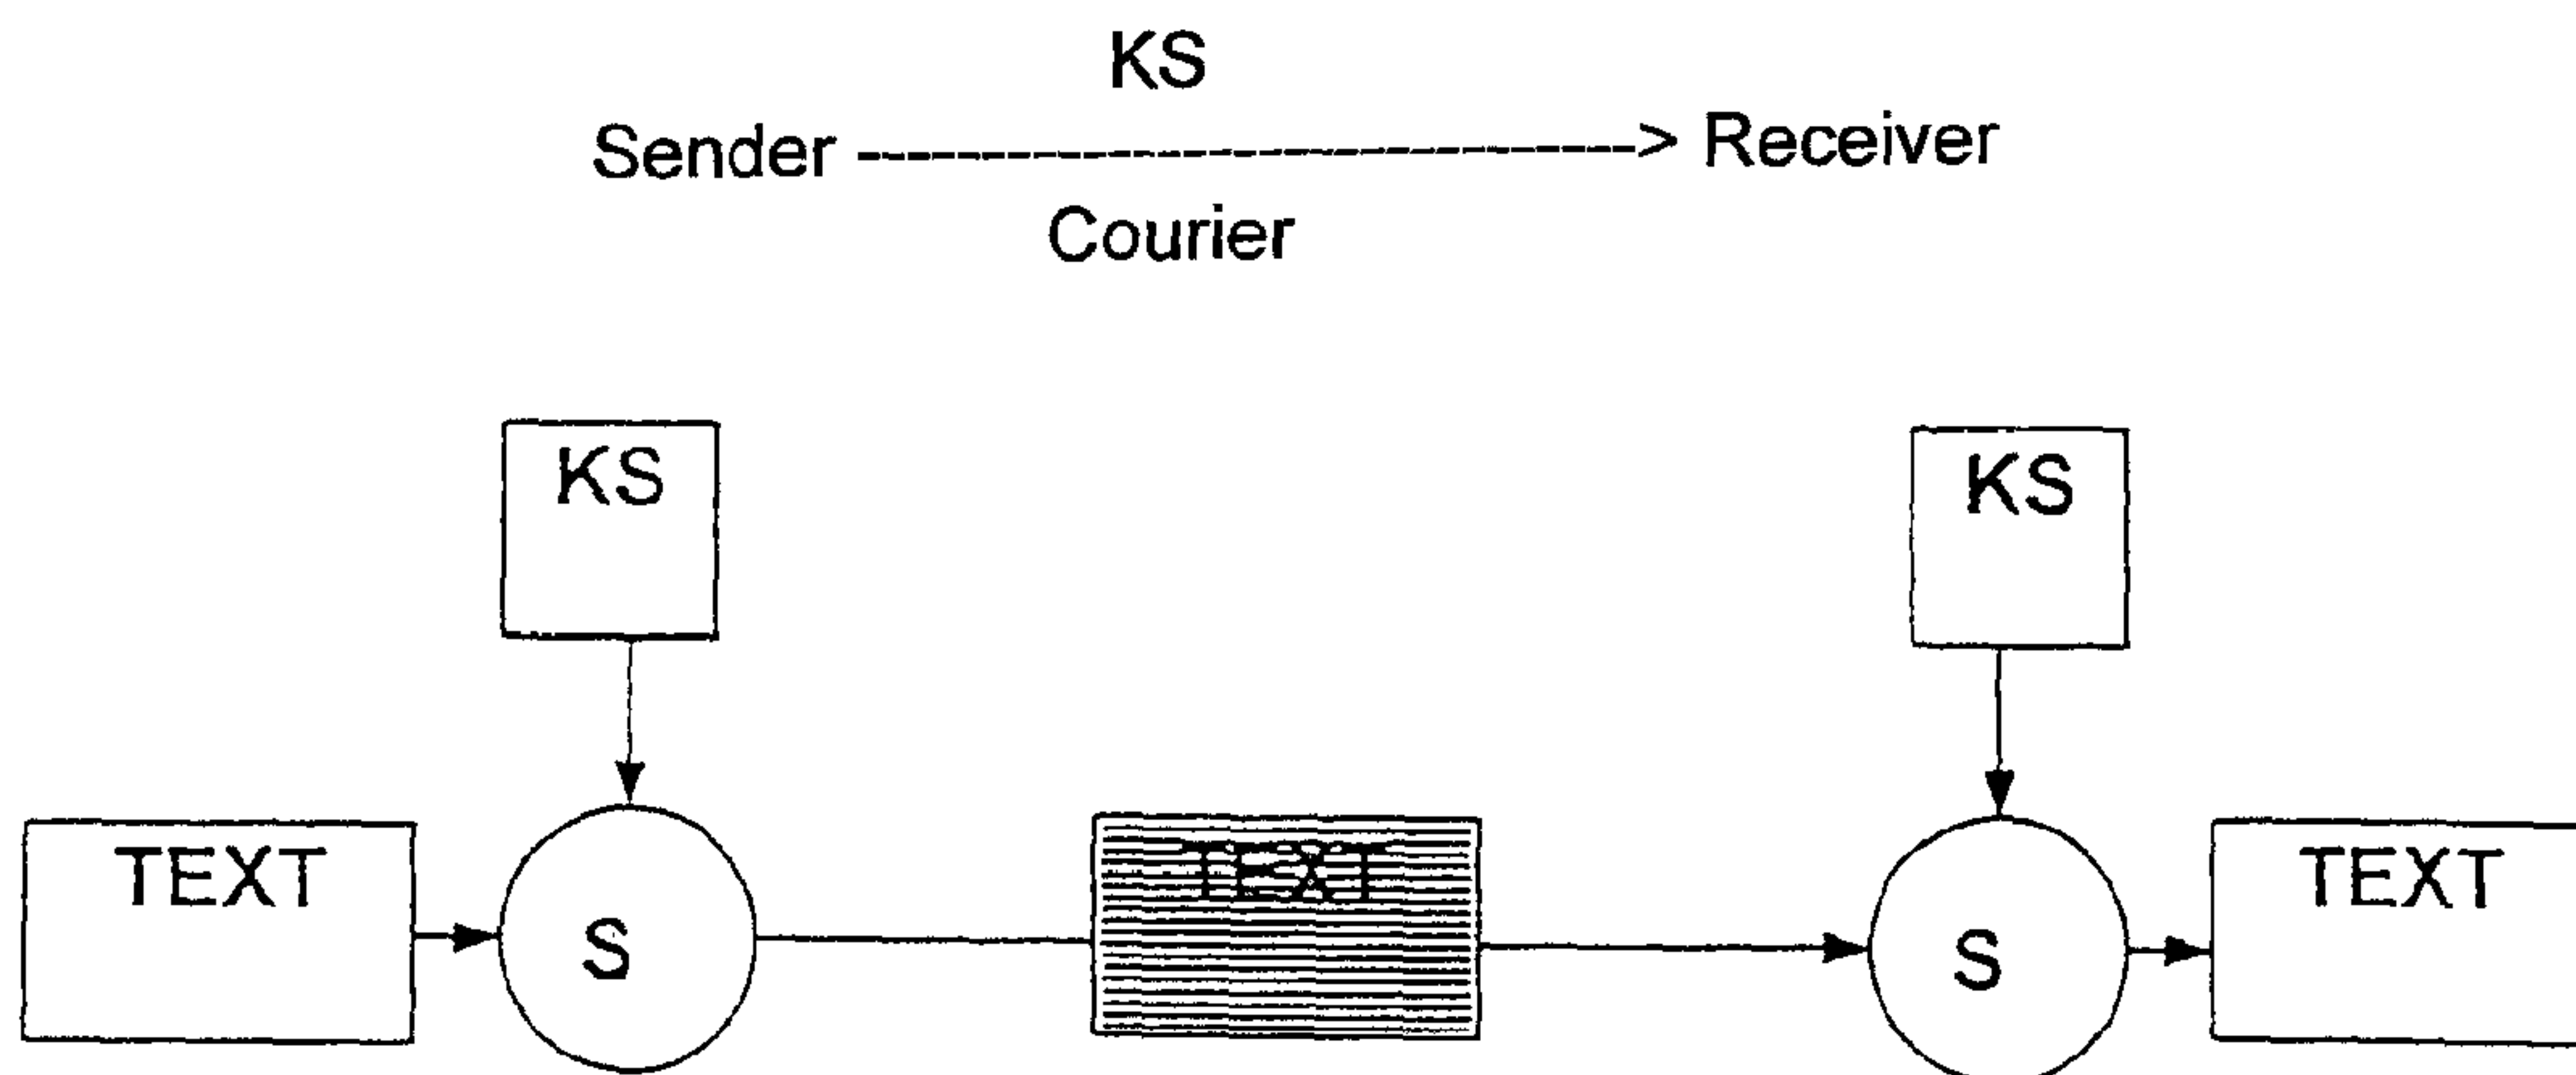 KS
Sender ----------------------------------> Receiver
Courier
KS
KS
TEXT
S
TEXT
S
TEXT